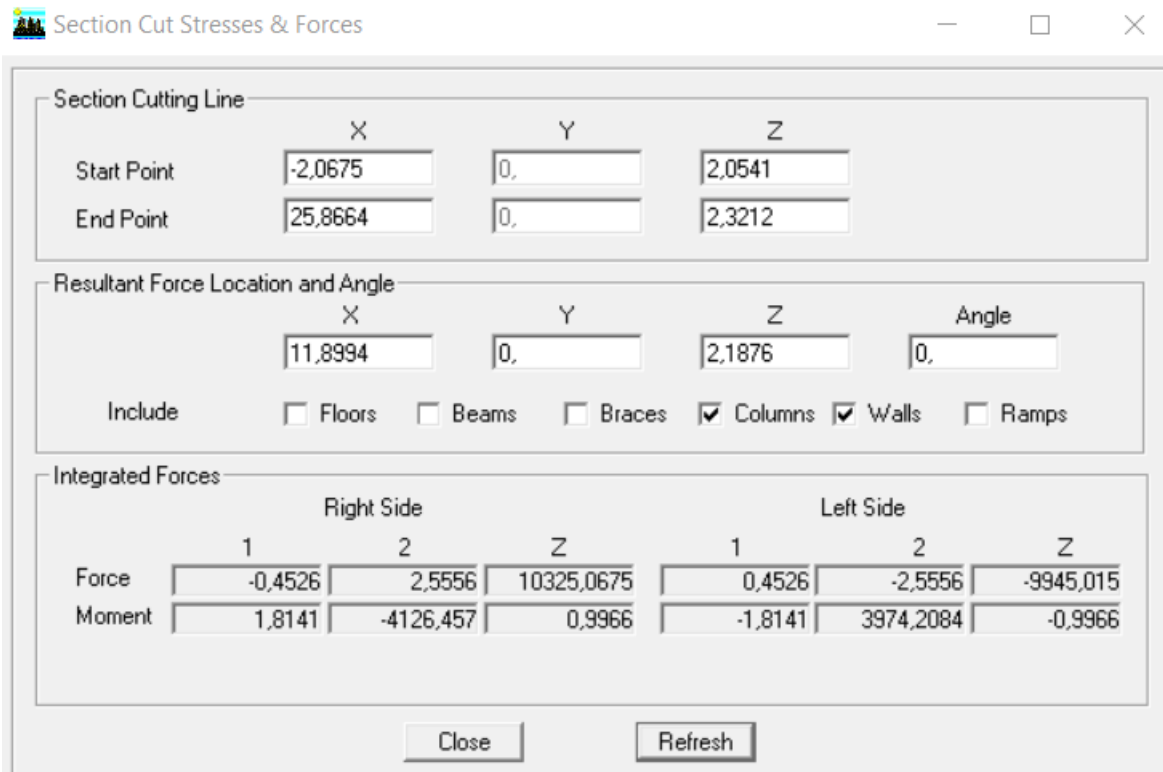 Section Cut Stresses & Forces
Section Cutting Line
X Y Z
Start Point -2,0675 0, 2,0541
End Point 25,8664 0, 2,3212
Resultant Force Location and Angle
X Y Z Angle
11,8994 0, 2,1876 0,
Include Floors Beams Braces Columns Walls Ramps
Integrated Forces
Right Side Left Side
1 2 Z 1 2 Z
Force -0,4526 2,5556 10325,0675 0,4526 -2,5556 -9945,015
Moment 1,8141 -4126,457 0,9966 -1,8141 3974,2084 -0,9966
Close Refresh